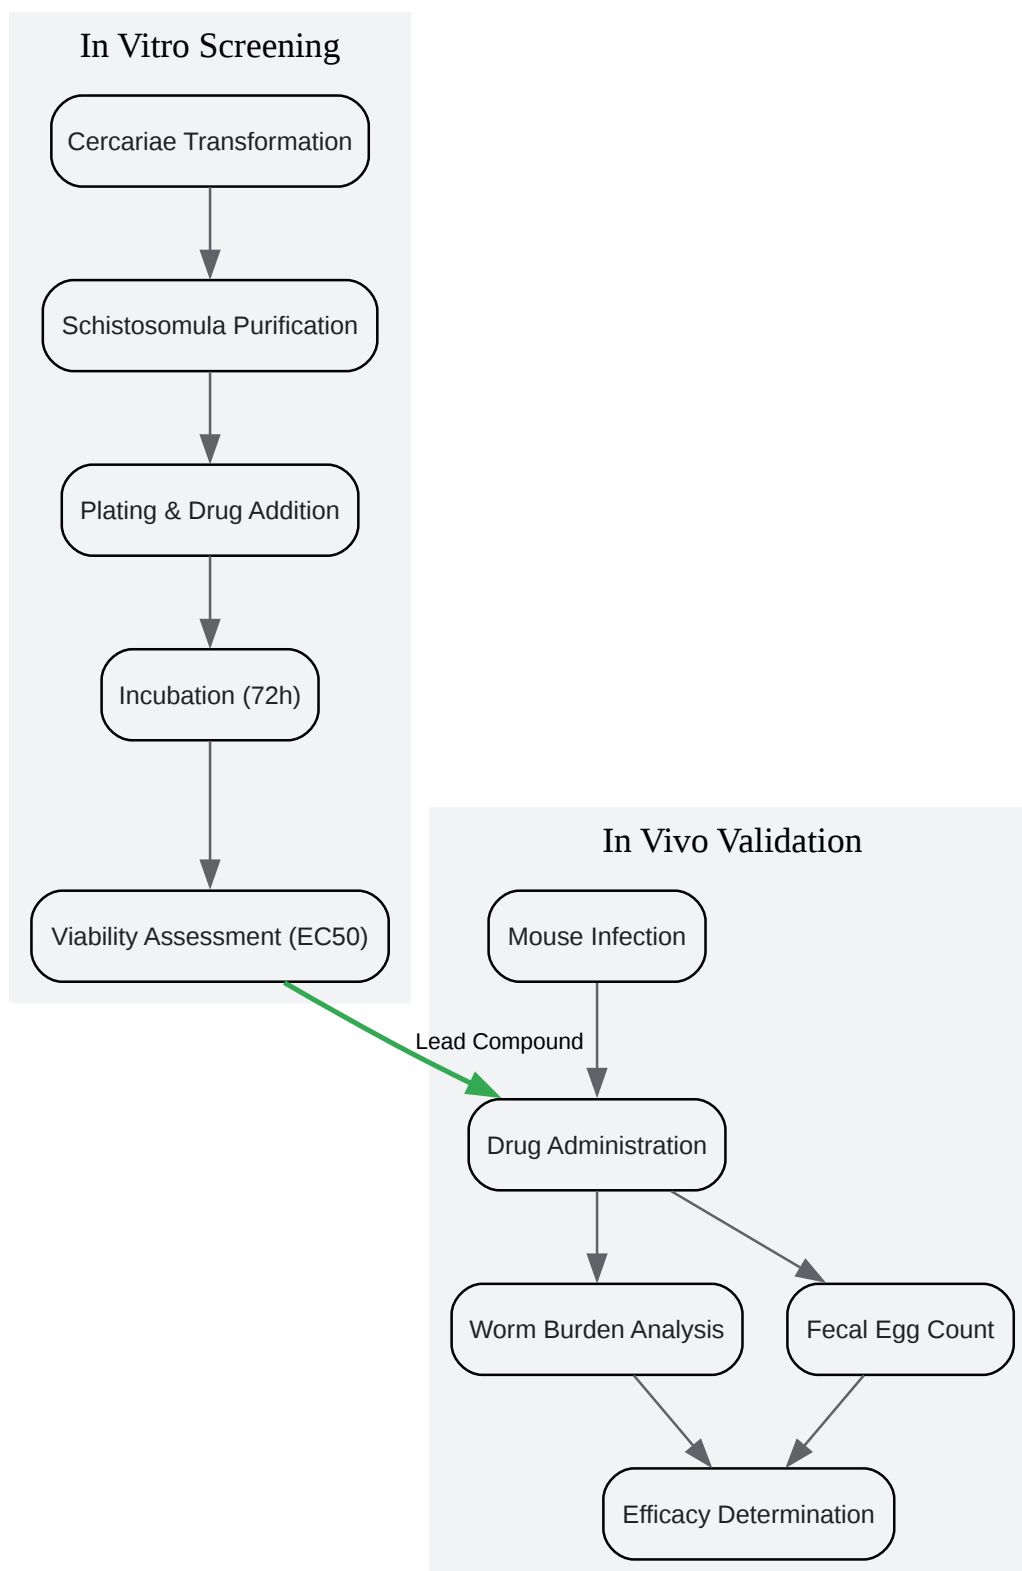 In Vitro Screening
Cercariae Transformation
Schistosomula Purification
Plating & Drug Addition
Incubation (72h)
Viability Assessment (EC50)
In Vivo Validation
Mouse Infection
Lead Compound
Drug Administration
Worm Burden Analysis
Fecal Egg Count
Efficacy Determination